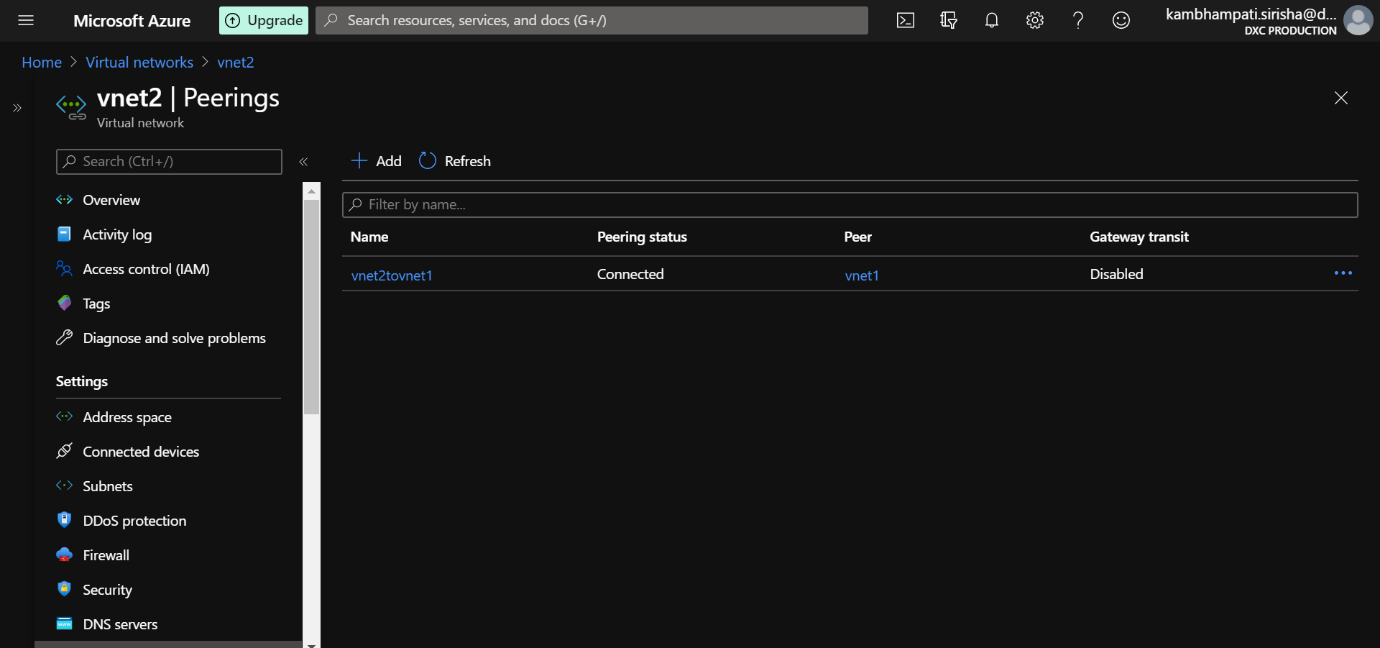 Microsoft Azure
Upgrade
Search resources, services, and docs (G+/)
kambhampati.sirisha@d...
DXC PRODUCTION
Home > Virtual networks > vnet2
vnet2 | Peerings
Virtual network
Search (Ctrl+/)
Overview
Activity log
Access control (IAM)
Tags
Diagnose and solve problems
Settings
Address space
Connected devices
Subnets
DDoS protection
Firewall
Security
DNS servers
Add Refresh
Filter by name...
Name Peering status Peer Gateway transit
vnet2tovnet1 Connected vnet1 Disabled